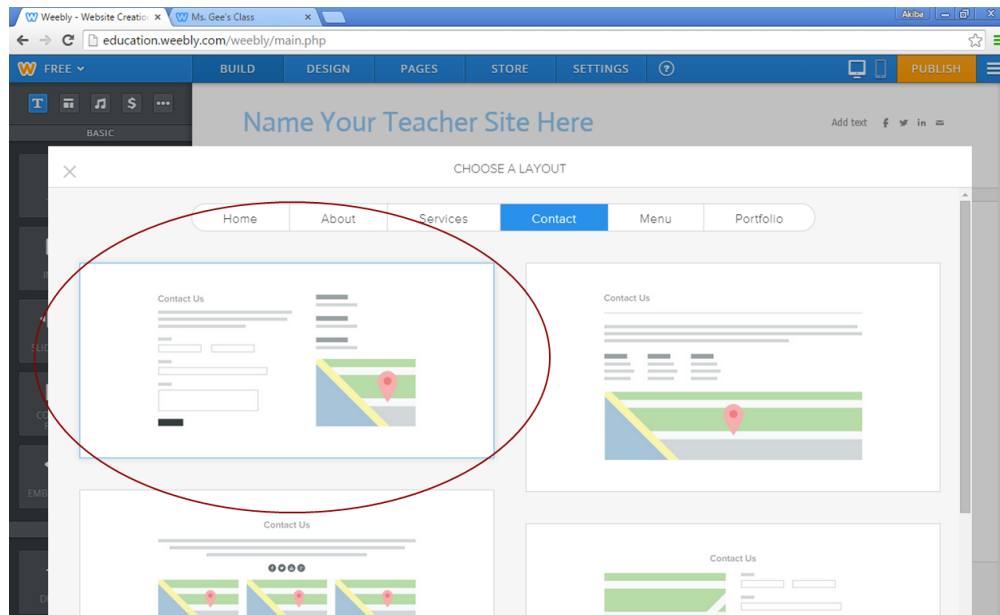 Weebly - Website Creatio
Ms. Gee's Class
Akiba
education.weebly.com/weebly/main.php
FREE
BUILD
DESIGN
PAGES
STORE
SETTINGS
?
PUBLISH
T
$
BASIC
Name Your Teacher Site Here
Add text
f
in
CHOOSE A LAYOUT
Home
About
Services
Contact
Menu
Portfolio
Contact Us
Contact Us
EMB
Contact Us
Contact Us